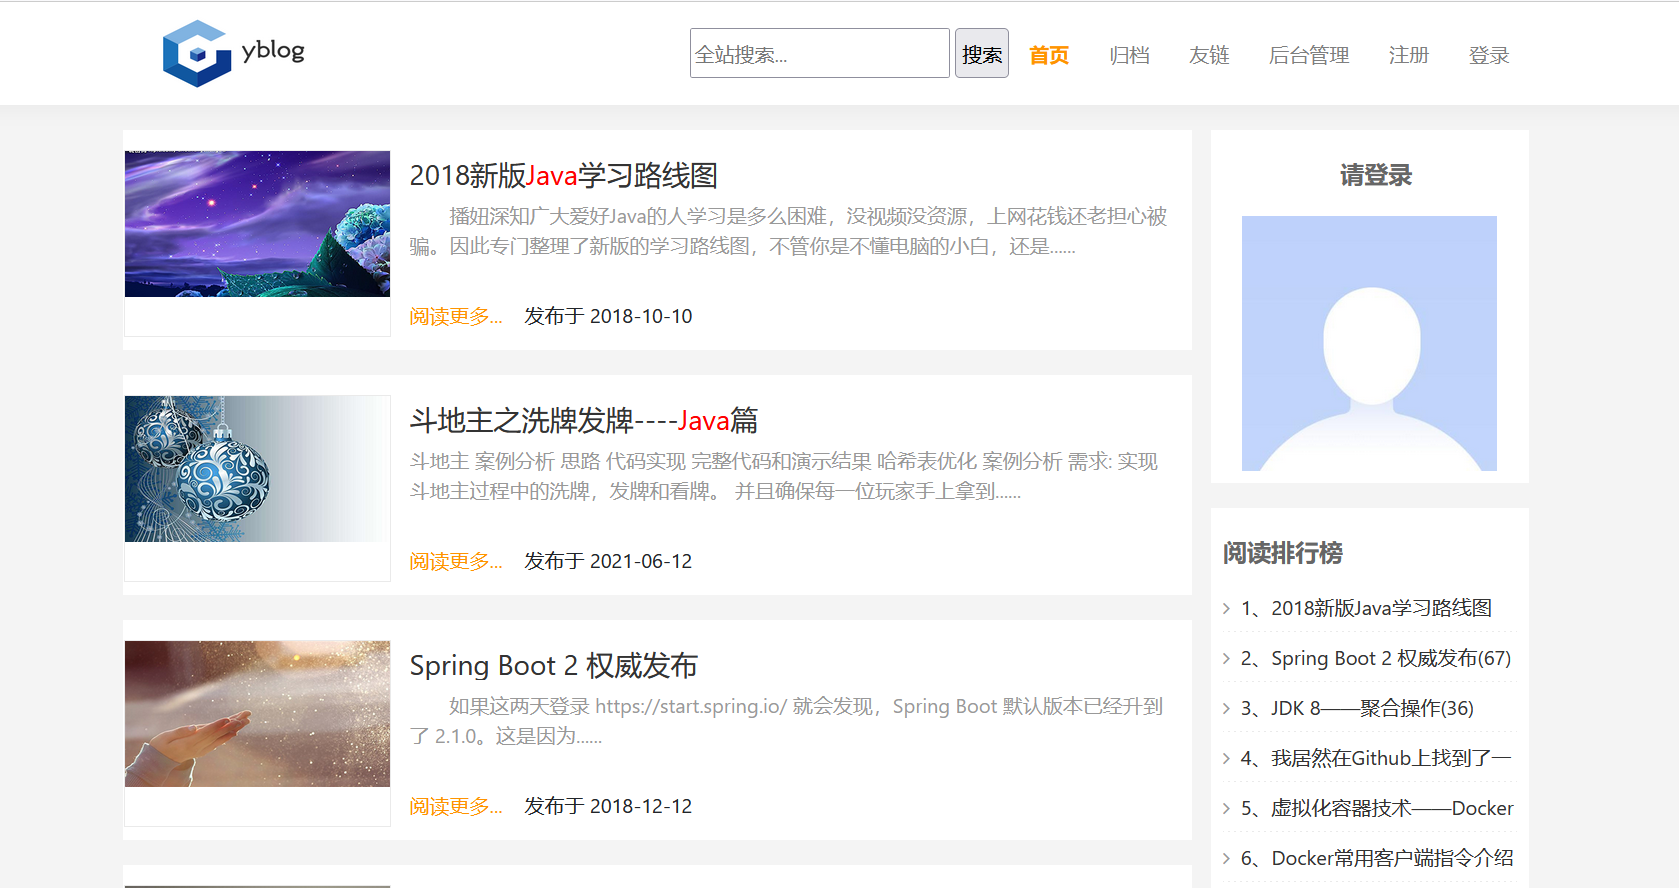 yblog
全站搜索...
搜索
首页
归档
友链
后台管理
注册
登录
2018新版Java学习路线图
播妞深知广大爱好Java的人学习是多么困难，没视频没资源，上网花钱还老担心被
骗。因此专门整理了新版的学习路线图，不管你是不懂电脑的小白，还是......
阅读更多... 发布于 2018-10-10
斗地主之洗牌发牌----Java篇
斗地主 案例分析 思路 代码实现 完整代码和演示结果 哈希表优化 案例分析 需求: 实现
斗地主过程中的洗牌，发牌和看牌。 并且确保每一位玩家手上拿到......
阅读更多... 发布于 2021-06-12
Spring Boot 2 权威发布
如果这两天登录 https://start.spring.io/ 就会发现，Spring Boot 默认版本已经升到
了 2.1.0。这是因为......
阅读更多... 发布于 2018-12-12
请登录
阅读排行榜
1、2018新版Java学习路线图
2、Spring Boot 2 权威发布(67)
3、JDK 8——聚合操作(36)
4、我居然在Github上找到了一
5、虚拟化容器技术——Docker
6、Docker常用客户端指令介绍